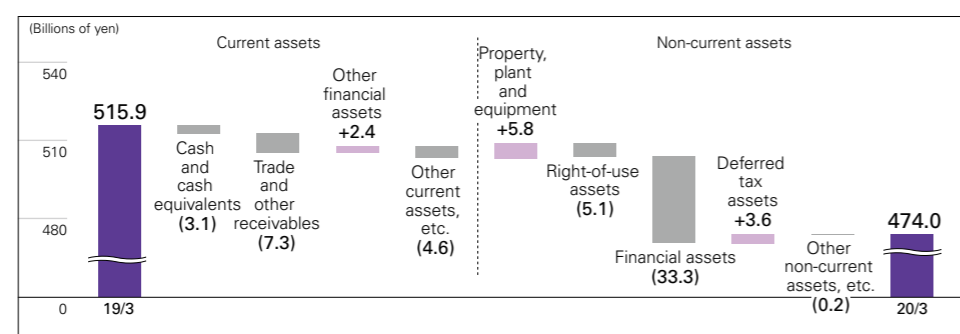 (Billions of yen)
Current assets
Non-current assets
540
510
480
0
515.9
19/3
Cash
and
cash
equivalents
(3.1)
Trade
and
other
receivables
(7.3)
Other
financial
assets
+2.4
Other
current
assets,
etc.
(4.6)
Property,
plant
and
equipment
+5.8
Right-of-use
assets
(5.1)
Financial assets
(33.3)
Deferred
tax
assets
+3.6
Other
non-current
assets, etc.
(0.2)
474.0
20/3